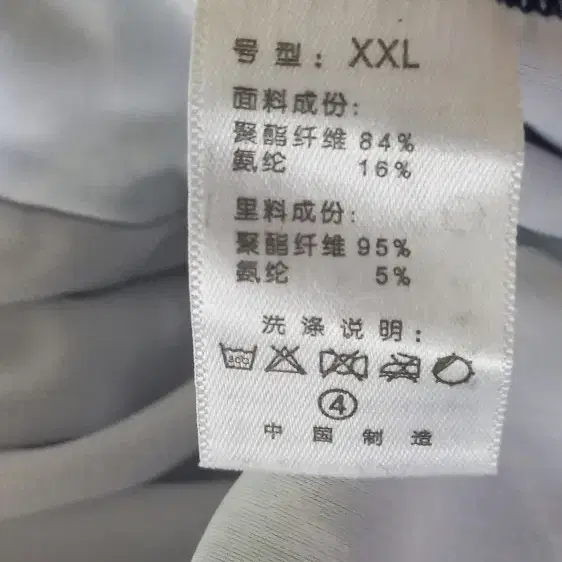 号型：XXL
面料成份：
聚酯纤维 84%
氨纶 16%
里料成份：
聚酯纤维 95%
氨纶 5%
洗涤说明：
④
中国制造